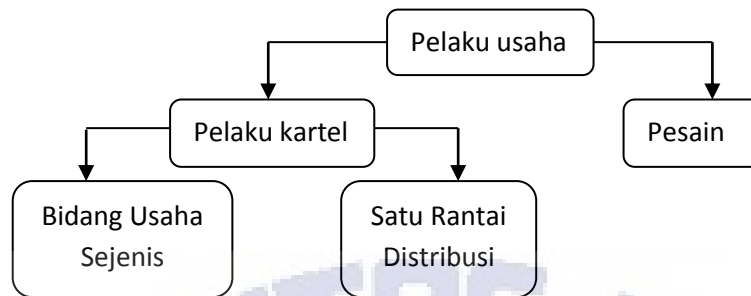 Pelaku usaha
Pelaku kartel
Pesain
Bidang Usaha
Sejenis
Satu Rantai
Distribusi